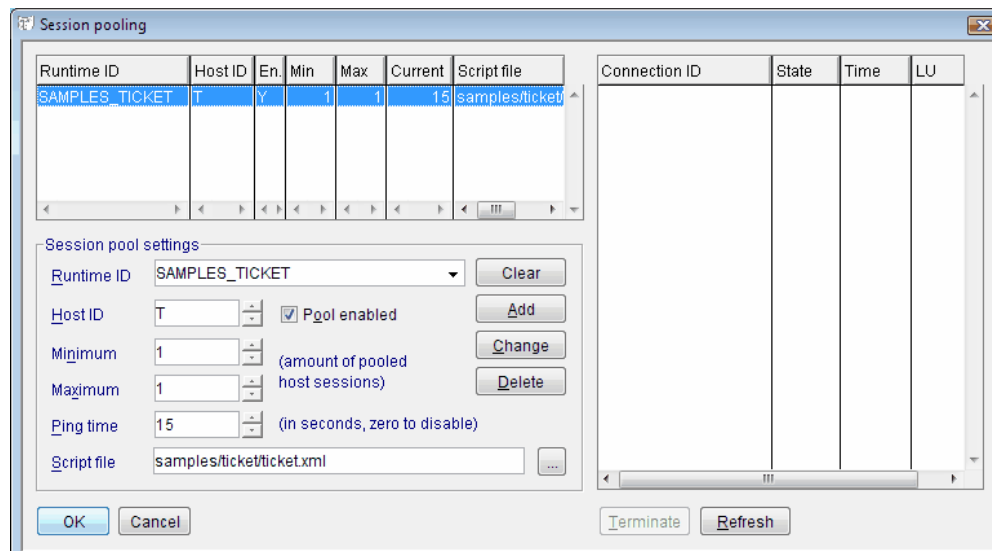 Session pooling
Runtime ID Host ID En. Min Max Current Script file
SAMPLES_TICKET T Y 1 1 15 samples/ticket/
Connection ID State Time LU
Session pool settings
Runtime ID SAMPLES_TICKET Clear
Host ID T Pool enabled Add
Minimum 1 Change
(amount of pooled
host sessions)
Maximum 1 Delete
Ping time 15 (in seconds, zero to disable)
Script file samples/ticket/ticket.xml ...
OK Cancel Terminate Refresh